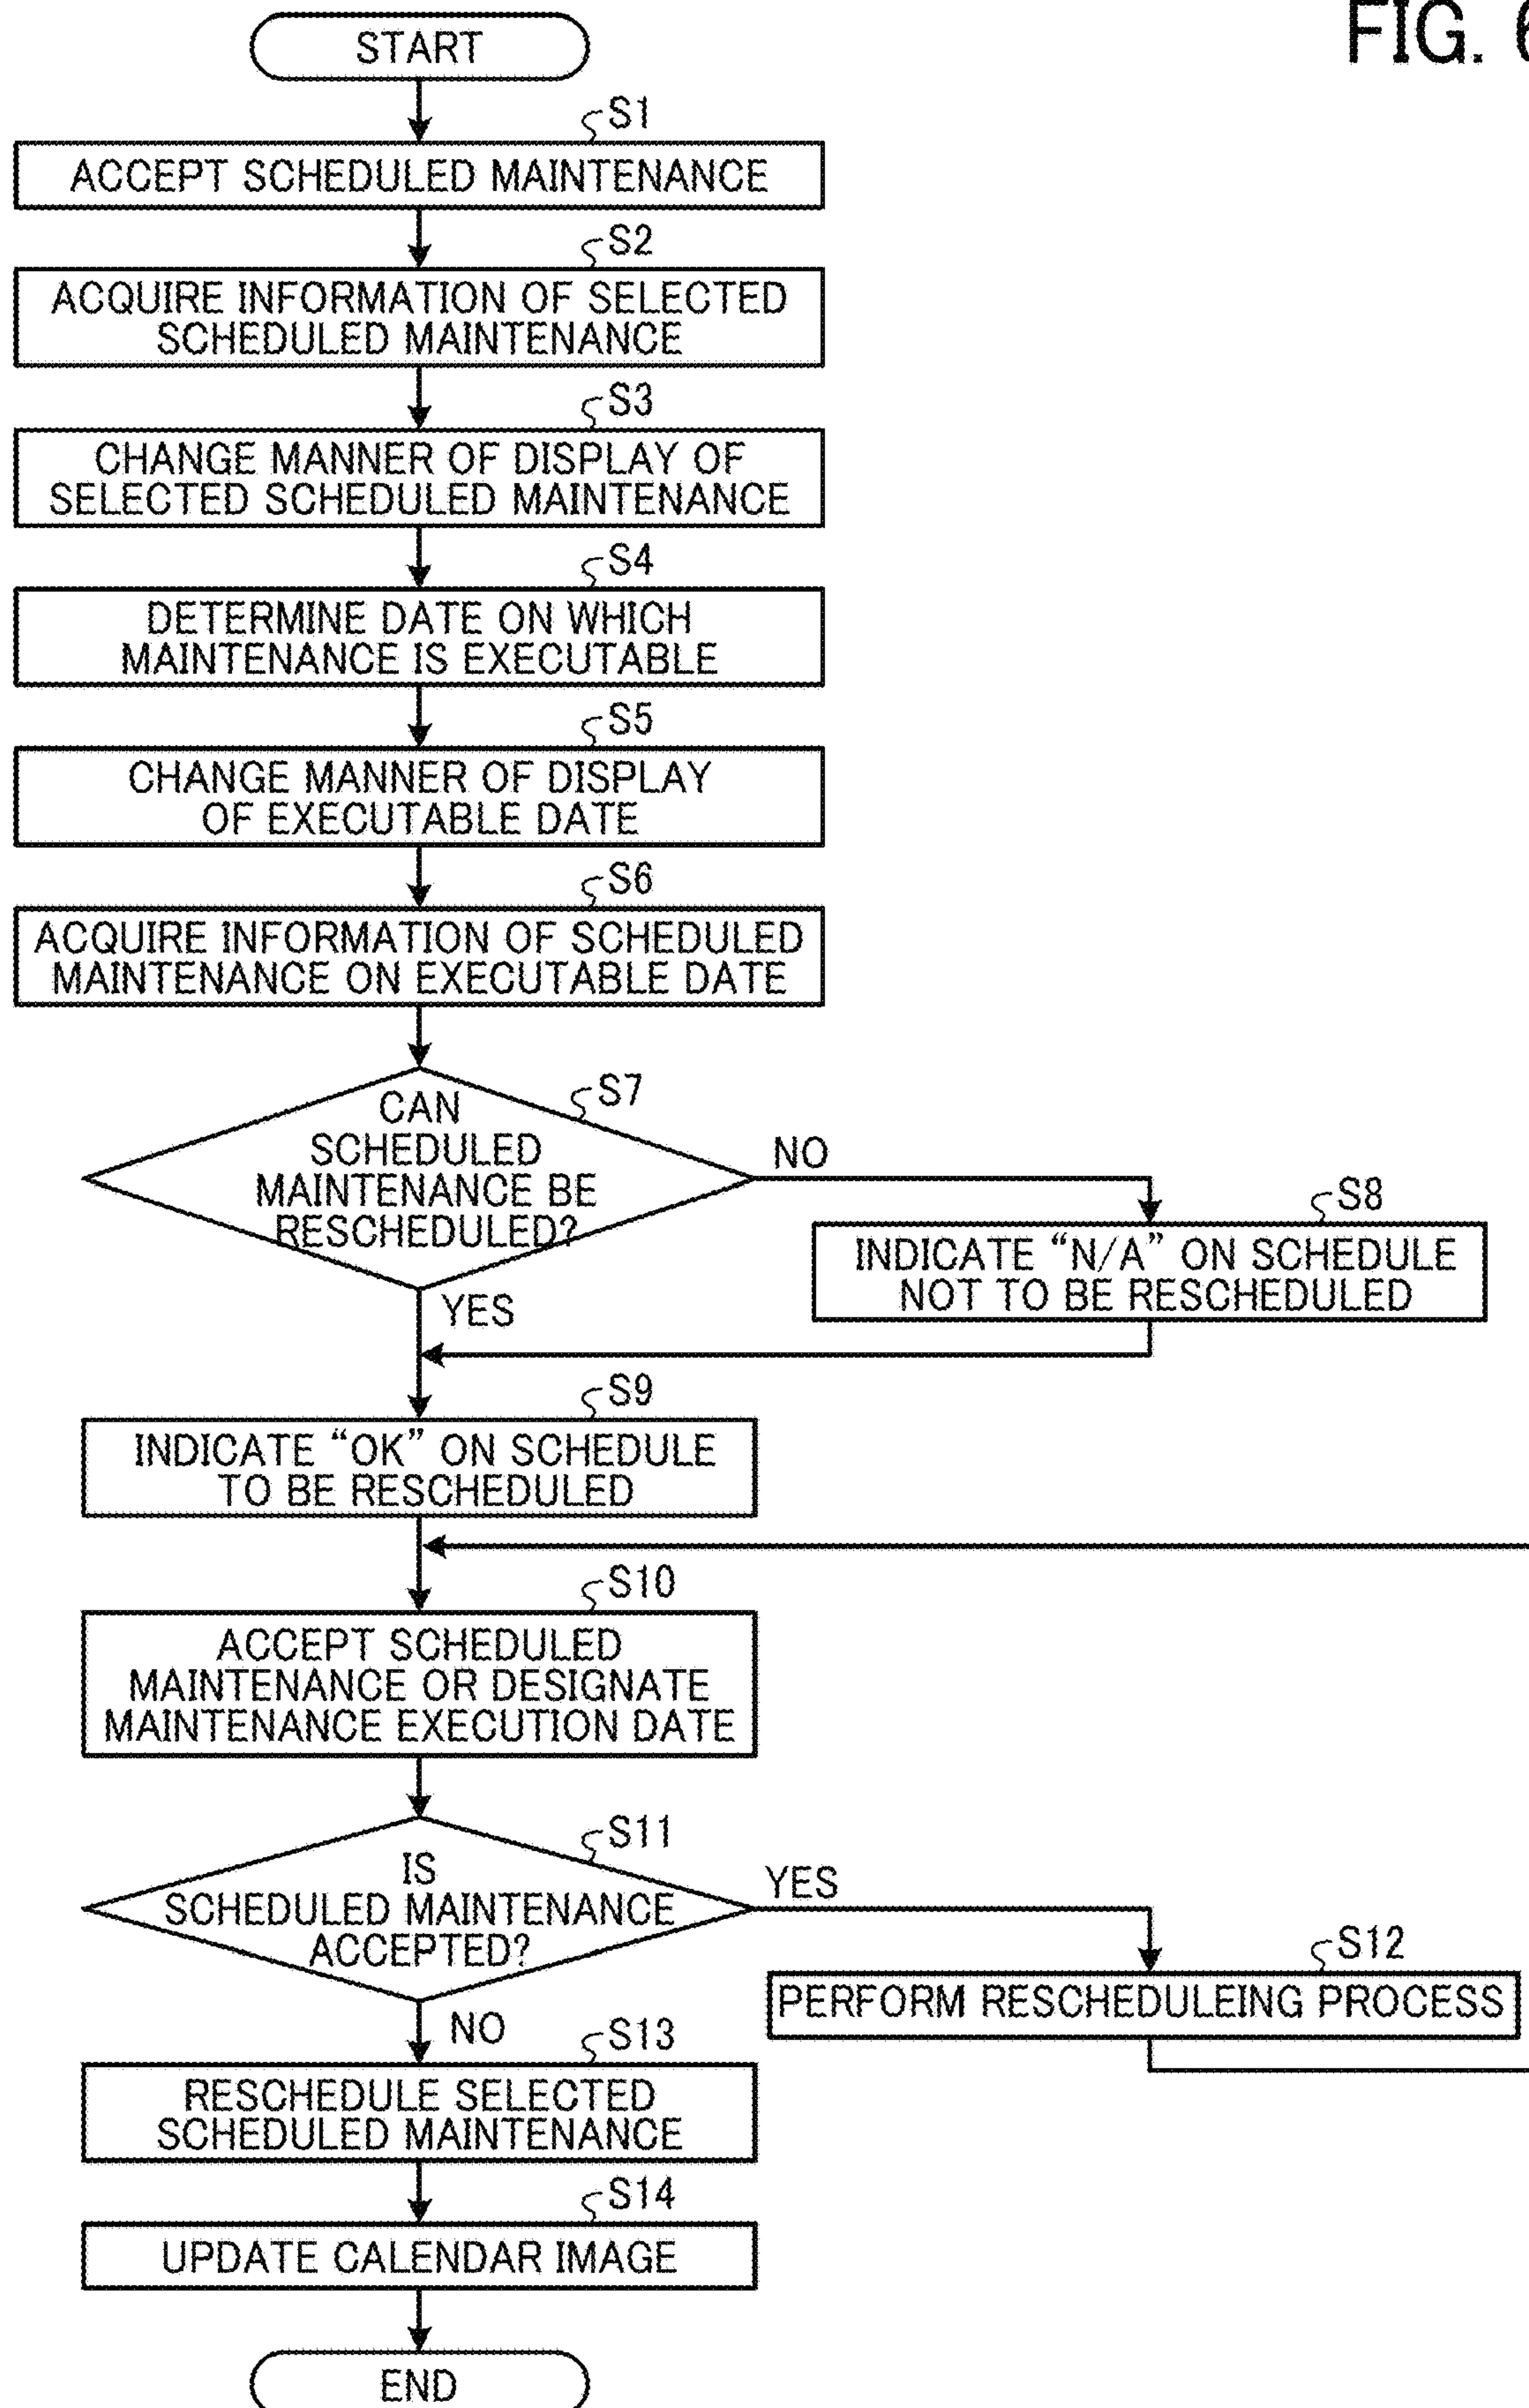 FIG. 6
START
S1
ACCEPT SCHEDULED MAINTENANCE
S2
ACQUIRE INFORMATION OF SELECTED
SCHEDULED MAINTENANCE
S3
CHANGE MANNER OF DISPLAY OF
SELECTED SCHEDULED MAINTENANCE
S4
DETERMINE DATE ON WHICH
MAINTENANCE IS EXECUTABLE
S5
CHANGE MANNER OF DISPLAY
OF EXECUTABLE DATE
S6
ACQUIRE INFORMATION OF SCHEDULED
MAINTENANCE ON EXECUTABLE DATE
S7
CAN
SCHEDULED
MAINTENANCE BE
RESCHEDULED?
NO
S8
INDICATE “N/A” ON SCHEDULE
NOT TO BE RESCHEDULED
YES
S9
INDICATE “OK” ON SCHEDULE
TO BE RESCHEDULED
S10
ACCEPT SCHEDULED
MAINTENANCE OR DESIGNATE
MAINTENANCE EXECUTION DATE
S11
IS
SCHEDULED MAINTENANCE
ACCEPTED?
YES
S12
PERFORM RESCHEDULEING PROCESS
NO
S13
RESCHEDULE SELECTED
SCHEDULED MAINTENANCE
S14
UPDATE CALENDAR IMAGE
END